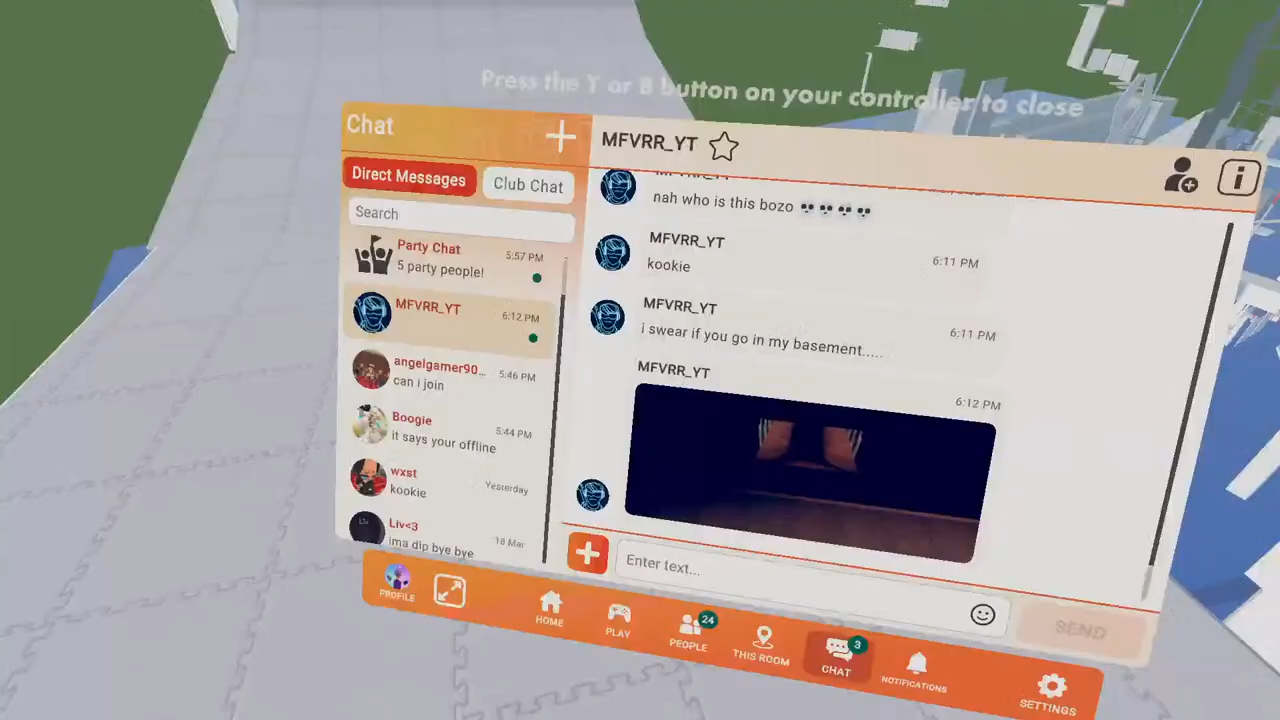 Press the Y or B button on your controller to close
Chat
Direct Messages
Club Chat
Search
Party Chat
5:57 PM
5 party people!
MFVRR_YT
6:12 PM
angelgamer90...
5:46 PM
can i join
Boogie
5:44 PM
it says your offline
wxst
Yesterday
kookie
Liv<3
18 Mar
ima dip bye bye
MFVRR_YT
MFVRR_YT
nah who is this bozo 💀💀💀💀
MFVRR_YT
6:11 PM
kookie
MFVRR_YT
6:11 PM
i swear if you go in my basement.....
MFVRR_YT
6:12 PM
Enter text...
SEND
PROFILE
HOME
PLAY
24
PEOPLE
THIS ROOM
3
CHAT
NOTIFICATIONS
SETTINGS